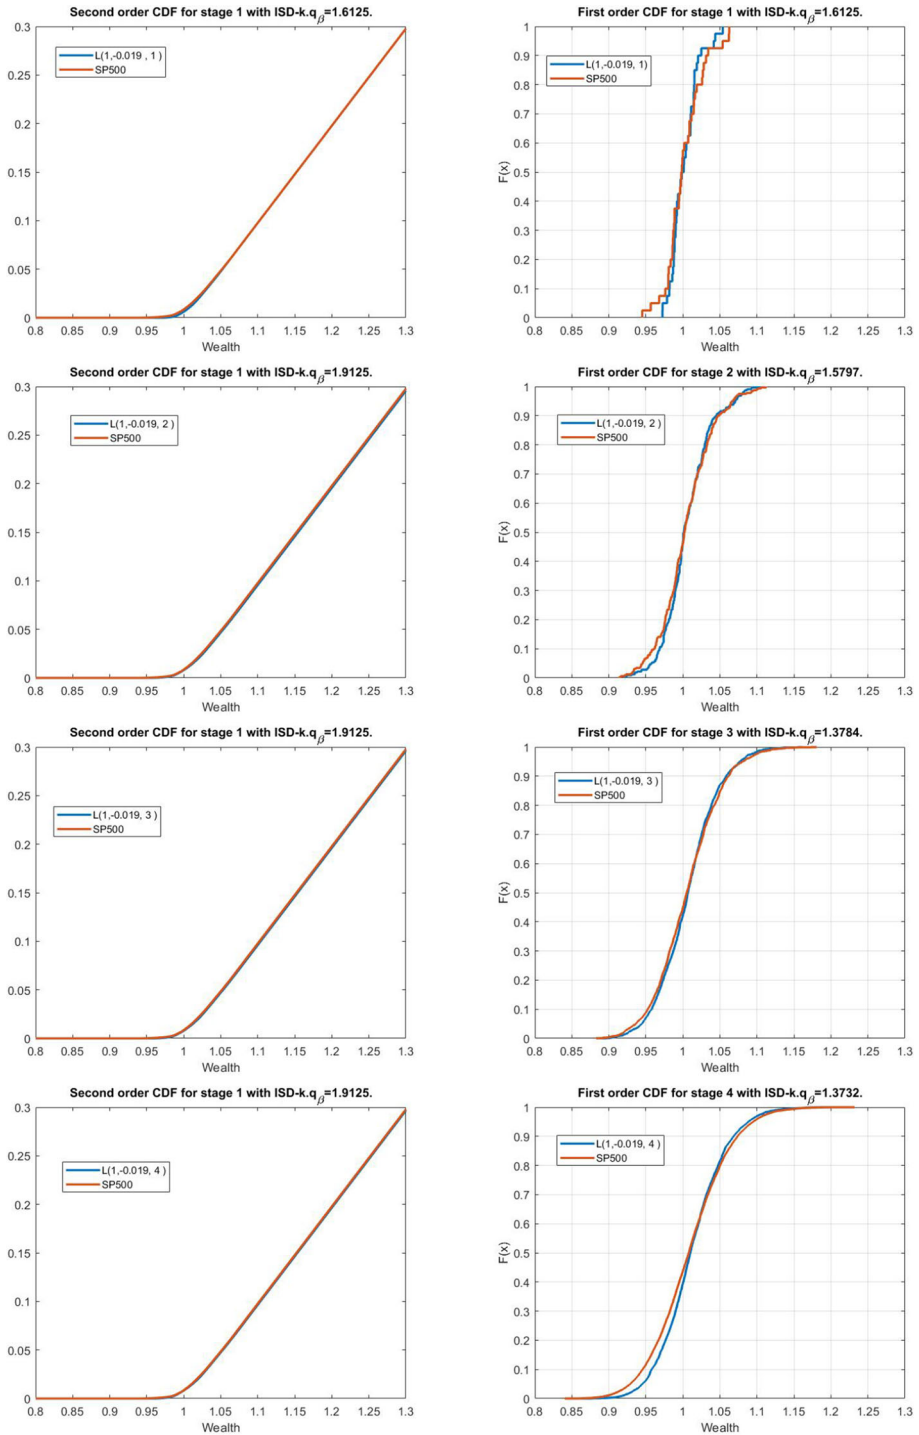 Second order CDF for stage 1 with ISD-k.qβ=1.6125.
0.3
0.25
0.2
0.15
0.1
0.05
0
L(1,-0.019 , 1 )
SP500
0.8 0.85 0.9 0.95 1 1.05 1.1 1.15 1.2 1.25 1.3
Wealth
First order CDF for stage 1 with ISD-k.qβ=1.6125.
1
0.9
0.8
0.7
0.6
0.5
0.4
0.3
0.2
0.1
0
F(x)
L(1,-0.019, 1)
SP500
0.8 0.85 0.9 0.95 1 1.05 1.1 1.15 1.2 1.25 1.3
Wealth
Second order CDF for stage 1 with ISD-k.qβ=1.9125.
0.3
0.25
0.2
0.15
0.1
0.05
0
L(1,-0.019, 2 )
SP500
0.8 0.85 0.9 0.95 1 1.05 1.1 1.15 1.2 1.25 1.3
Wealth
First order CDF for stage 2 with ISD-k.qβ=1.5797.
1
0.9
0.8
0.7
0.6
0.5
0.4
0.3
0.2
0.1
0
F(x)
L(1,-0.019, 2 )
SP500
0.8 0.85 0.9 0.95 1 1.05 1.1 1.15 1.2 1.25 1.3
Wealth
Second order CDF for stage 1 with ISD-k.qβ=1.9125.
0.3
0.25
0.2
0.15
0.1
0.05
0
L(1,-0.019, 3 )
SP500
0.8 0.85 0.9 0.95 1 1.05 1.1 1.15 1.2 1.25 1.3
Wealth
First order CDF for stage 3 with ISD-k.qβ=1.3784.
1
0.9
0.8
0.7
0.6
0.5
0.4
0.3
0.2
0.1
0
F(x)
L(1,-0.019, 3 )
SP500
0.8 0.85 0.9 0.95 1 1.05 1.1 1.15 1.2 1.25 1.3
Wealth
Second order CDF for stage 1 with ISD-k.qβ=1.9125.
0.3
0.25
0.2
0.15
0.1
0.05
0
L(1,-0.019, 4 )
SP500
0.8 0.85 0.9 0.95 1 1.05 1.1 1.15 1.2 1.25 1.3
Wealth
First order CDF for stage 4 with ISD-k.qβ=1.3732.
1
0.9
0.8
0.7
0.6
0.5
0.4
0.3
0.2
0.1
0
F(x)
L(1,-0.019, 4 )
SP500
0.8 0.85 0.9 0.95 1 1.05 1.1 1.15 1.2 1.25 1.3
Wealth